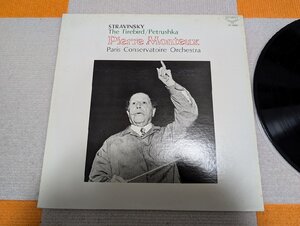 STRAVINSKY
The Firebird/Petrushka
Pierre Monteux
Paris Conservatoire Orchestra